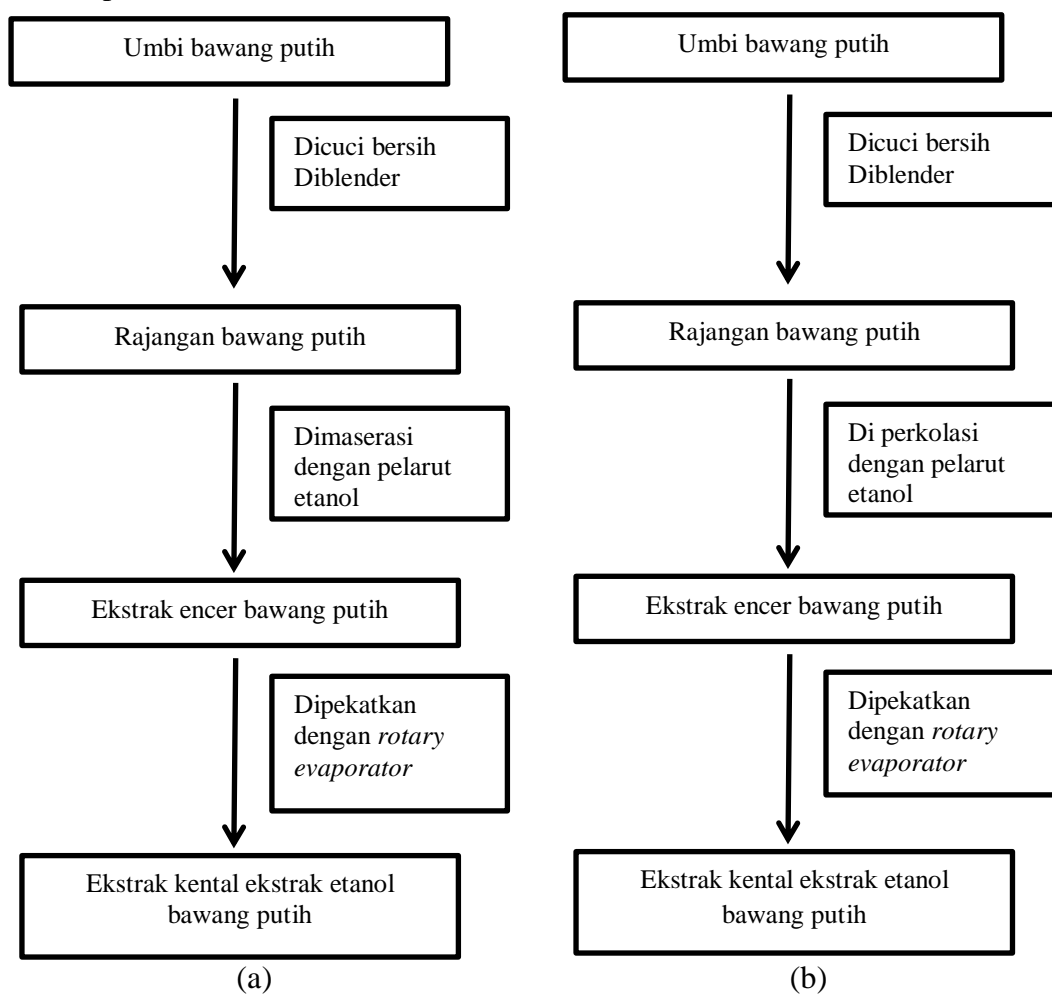 Umbi bawang putih
Dicuci bersih
Diblender
Rajangan bawang putih
Dimaserasi
dengan pelarut
etanol
Ekstrak encer bawang putih
Dipekatkan
dengan rotary
evaporator
Ekstrak kental ekstrak etanol
bawang putih
(a)
Umbi bawang putih
Dicuci bersih
Diblender
Rajangan bawang putih
Di perkolasi
dengan pelarut
etanol
Ekstrak encer bawang putih
Dipekatkan
dengan rotary
evaporator
Ekstrak kental ekstrak etanol
bawang putih
(b)